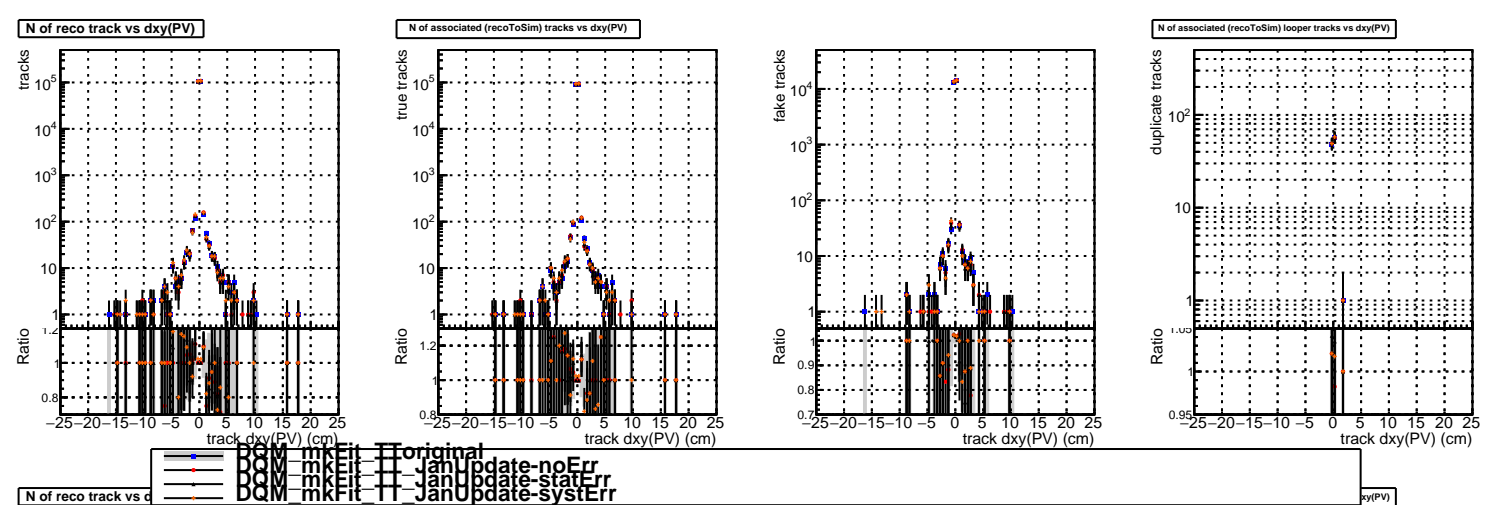 N of reco track vs dxy(PV)
N of associated (recoToSim) tracks vs dxy(PV)
N of associated (recoToSim) looper tracks vs dxy(PV)
tracks
10^5
10^4
10^3
10^2
10
1
Ratio
1.2
1
0.8
−25 −20 −15 −10 −5 0 5 10 15 20 25
track dxy(PV) (cm)
true tracks
10^5
10^4
10^3
10^2
10
1
Ratio
1.2
1
0.8
−25 −20 −15 −10 −5 0 5 10 15 20 25
track dxy(PV) (cm)
fake tracks
10^4
10^3
10^2
10
1
Ratio
1
0.9
0.8
0.7
−25 −20 −15 −10 −5 0 5 10 15 20 25
track dxy(PV) (cm)
duplicate tracks
10^2
10
1
Ratio
1.05
1
0.95
−25 −20 −15 −10 −5 0 5 10 15 20 25
track dxy(PV) (cm)
DQM_mkFit_TToriginal
DQM_mkFit_TT_JanUpdate-noErr
DQM_mkFit_TT_JanUpdate-statErr
DQM_mkFit_TT_JanUpdate-systErr
N of reco track vs d
xy(PV)